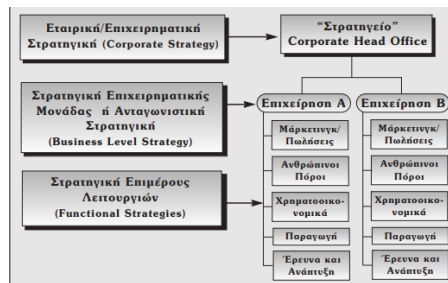 Εταιρική/Επιχειρηματική
Στρατηγική (Corporate Strategy)
“Στρατηγείο”
Corporate Head Office
Στρατηγική Επιχειρηματικής
Μονάδας ή Ανταγωνιστική
Στρατηγική
(Business Level Strategy)
Επιχείρηση Α
Επιχείρηση Β
Μάρκετινγκ/
Πωλήσεις
Μάρκετινγκ/
Πωλήσεις
Ανθρώπινοι
Πόροι
Ανθρώπινοι
Πόροι
Στρατηγική Επιμέρους
Λειτουργιών
(Functional Strategies)
Χρηματοοικο-
νομικά
Χρηματοοικο-
νομικά
Παραγωγή
Παραγωγή
Έρευνα και
Ανάπτυξη
Έρευνα και
Ανάπτυξη